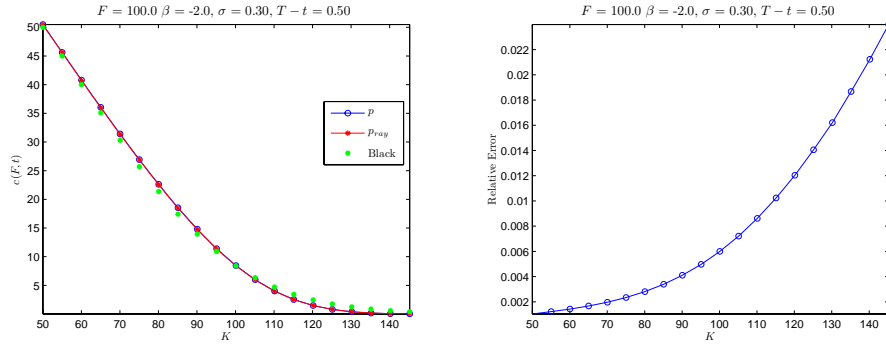 F = 100.0 β = -2.0, σ = 0.30, T − t = 0.50
c(F, t)
50
45
40
35
30
25
20
15
10
5
50 60 70 80 90 100 110 120 130 140
K
p
p_ray
Black
F = 100.0 β = -2.0, σ = 0.30, T − t = 0.50
Relative Error
0.022
0.02
0.018
0.016
0.014
0.012
0.01
0.008
0.006
0.004
0.002
50 60 70 80 90 100 110 120 130 140
K